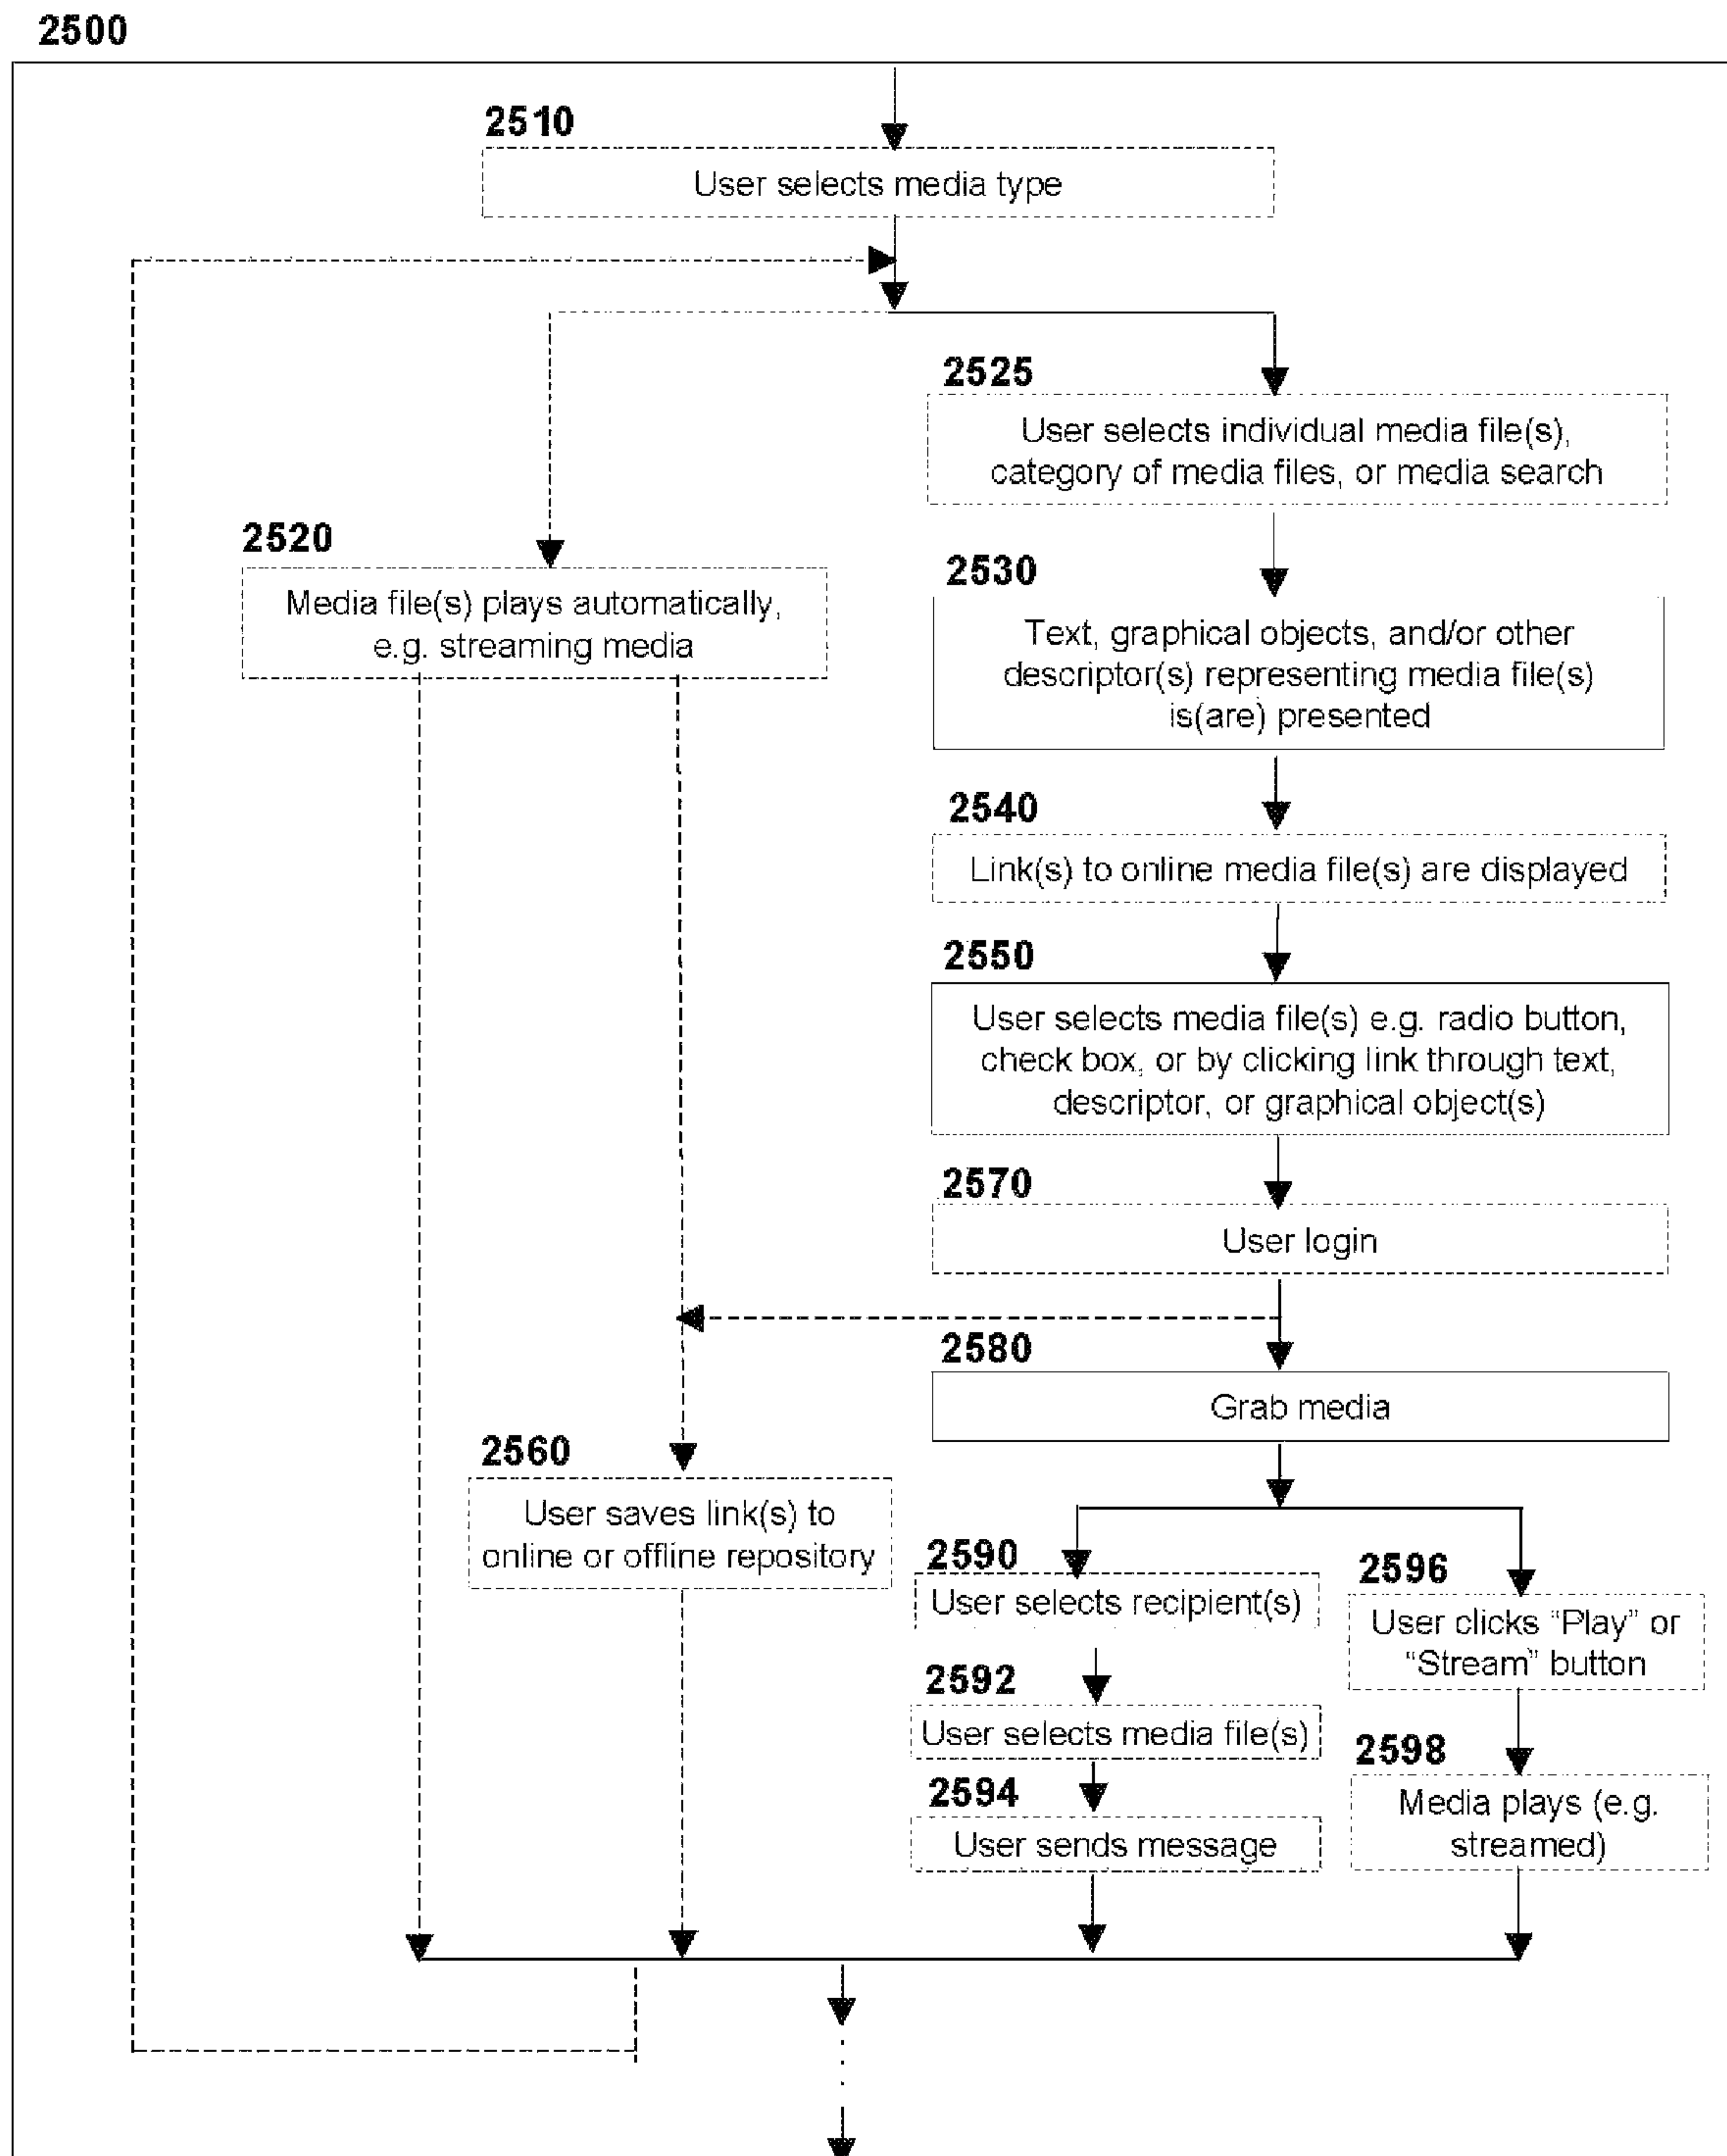 2500
2510
User selects media type
2525
User selects individual media file(s),
category of media files, or media search
2520
Media file(s) plays automatically,
e.g. streaming media
2530
Text, graphical objects, and/or other
descriptor(s) representing media file(s)
is(are) presented
2540
Link(s) to online media file(s) are displayed
2550
User selects media file(s) e.g. radio button,
check box, or by clicking link through text,
descriptor, or graphical object(s)
2570
User login
2580
Grab media
2560
User saves link(s) to
online or offline repository
2590
User selects recipient(s)
2596
User clicks “Play” or
“Stream” button
2592
User selects media file(s)
2598
Media plays (e.g.
streamed)
2594
User sends message